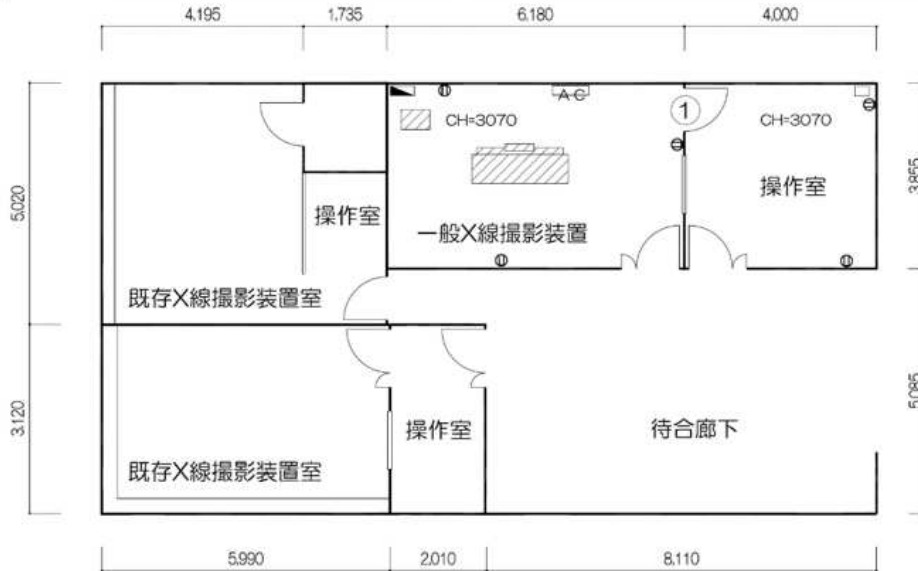 4.195
1.735
6.180
4.000
AC
①
CH=3070
CH=3070
5.020
3.855
操作室
操作室
一般X線撮影装置
既存X線撮影装置室
3.120
5.085
操作室
待合廊下
既存X線撮影装置室
5.990
2.010
8.110